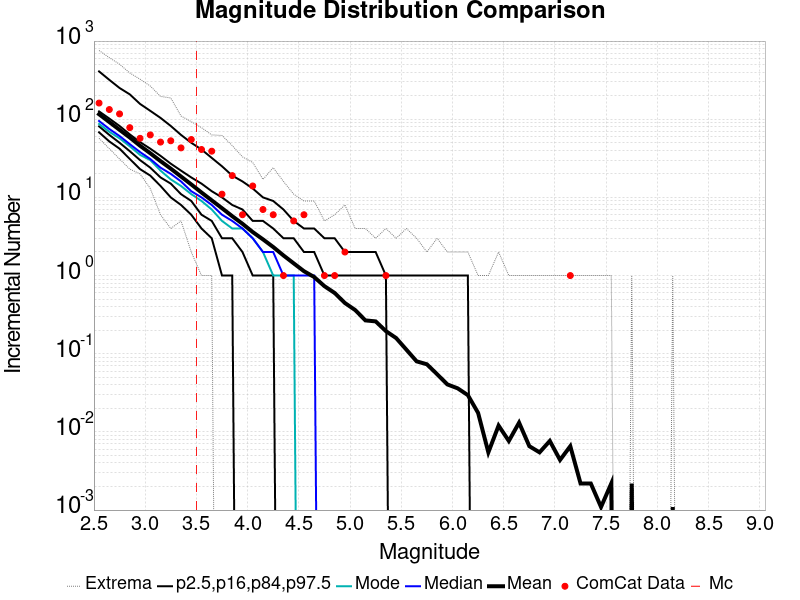 Magnitude Distribution Comparison
10^3
10^2
10^1
10^0
10^-1
10^-2
10^-3
Incremental Number
2.5 3.0 3.5 4.0 4.5 5.0 5.5 6.0 6.5 7.0 7.5 8.0 8.5 9.0
Magnitude
Extrema p2.5,p16,p84,p97.5 Mode Median Mean ComCat Data Mc